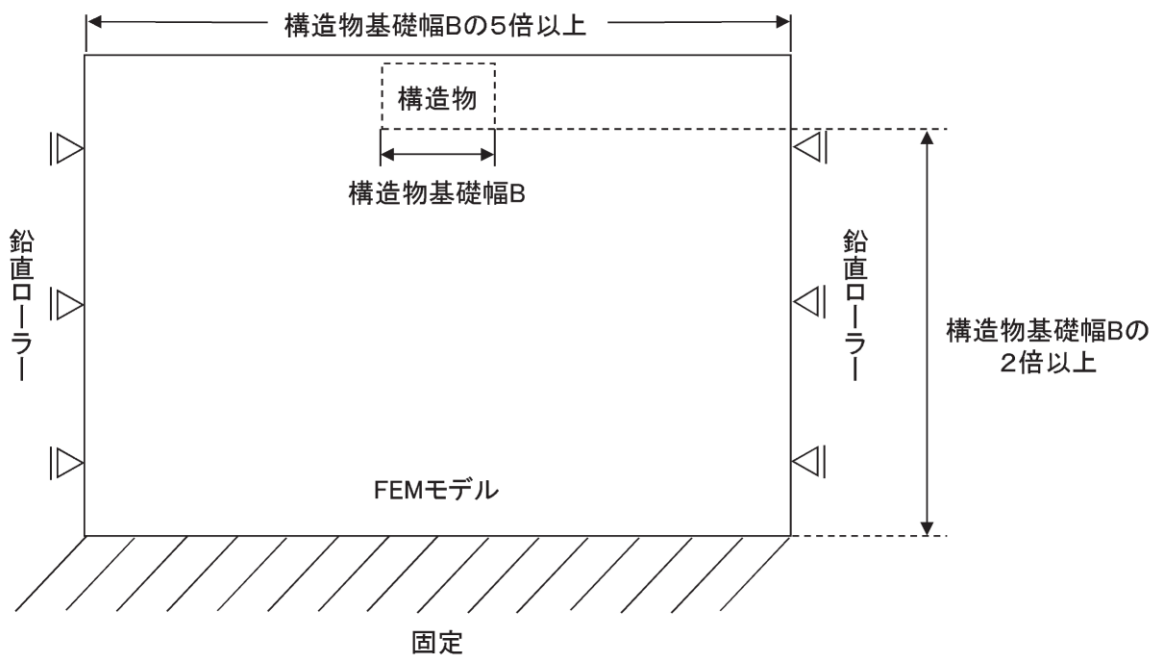 構造物基礎幅Bの5倍以上
構造物
構造物基礎幅B
鉛直ローラー
鉛直ローラー
構造物基礎幅Bの
2倍以上
FEMモデル
固定